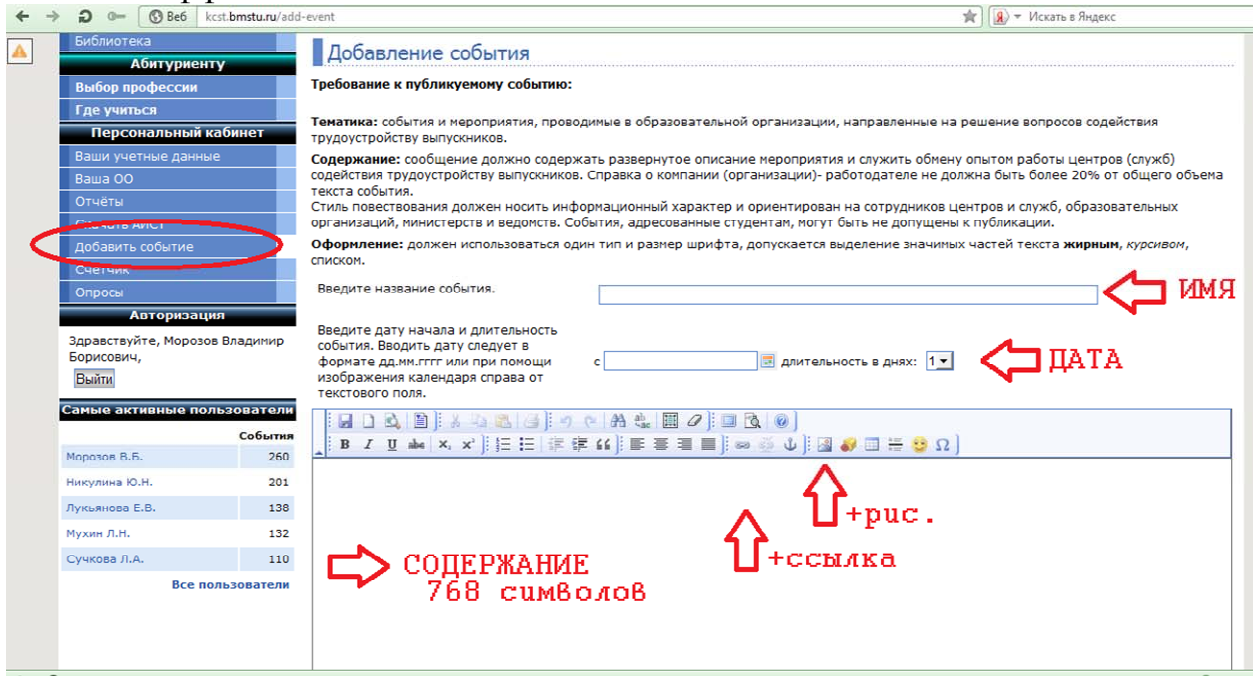 Веб kcst.bmstu.ru/add-event
Искать в Яндекс
Библиотека
Абитуриенту
Выбор профессии
Где учиться
Персональный кабинет
Ваши учетные данные
Ваша ОО
Отчёты
Скачать АИСТ
Добавить событие
Счетчик
Опросы
Авторизация
Здравствуйте, Морозов Владимир
Борисович,
Выйти
Самые активные пользователи
События
Морозов В.Б. 260
Никулина Ю.Н. 201
Лукьянова Е.В. 138
Мухин Л.Н. 132
Сучкова Л.А. 110
Все пользователи
Добавление события
Требование к публикуемому событию:
Тематика: события и мероприятия, проводимые в образовательной организации, направленные на решение вопросов содействия
трудоустройству выпускников.
Содержание: сообщение должно содержать развернутое описание мероприятия и служить обмену опытом работы центров (служб)
содействия трудоустройству выпускников. Справка о компании (организации)- работодателе не должна быть более 20% от общего объема
текста события.
Стиль повествования должен носить информационный характер и ориентирован на сотрудников центров и служб, образовательных
организаций, министерств и ведомств. События, адресованные студентам, могут быть не допущены к публикации.
Оформление: должен использоваться один тип и размер шрифта, допускается выделение значимых частей текста жирным, курсивом,
списком.
Введите название события.
ИМЯ
Введите дату начала и длительность
события. Вводить дату следует в
формате дд.мм.гггг или при помощи
изображения календаря справа от
текстового поля.
с длительность в днях: 1
ДАТА
B I U abc x₂ x²
+рис.
+ссылка
СОДЕРЖАНИЕ
768 символов